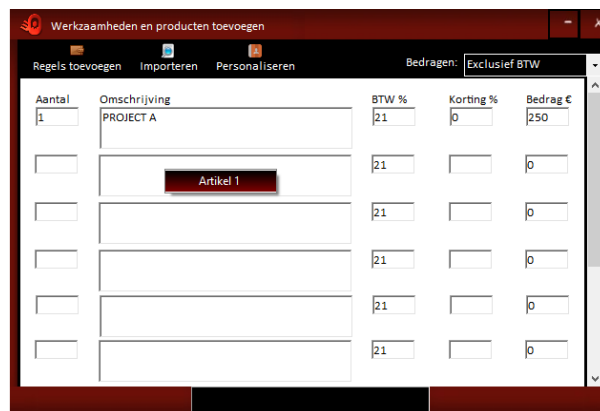 Werkzaamheden en producten toevoegen
Regels toevoegen Importeren Personaliseren Bedragen: Exclusief BTW
Aantal Omschrijving BTW % Korting % Bedrag €
1 PROJECT A 21 0 250
21 0
Artikel 1
21 0
21 0
21 0
21 0